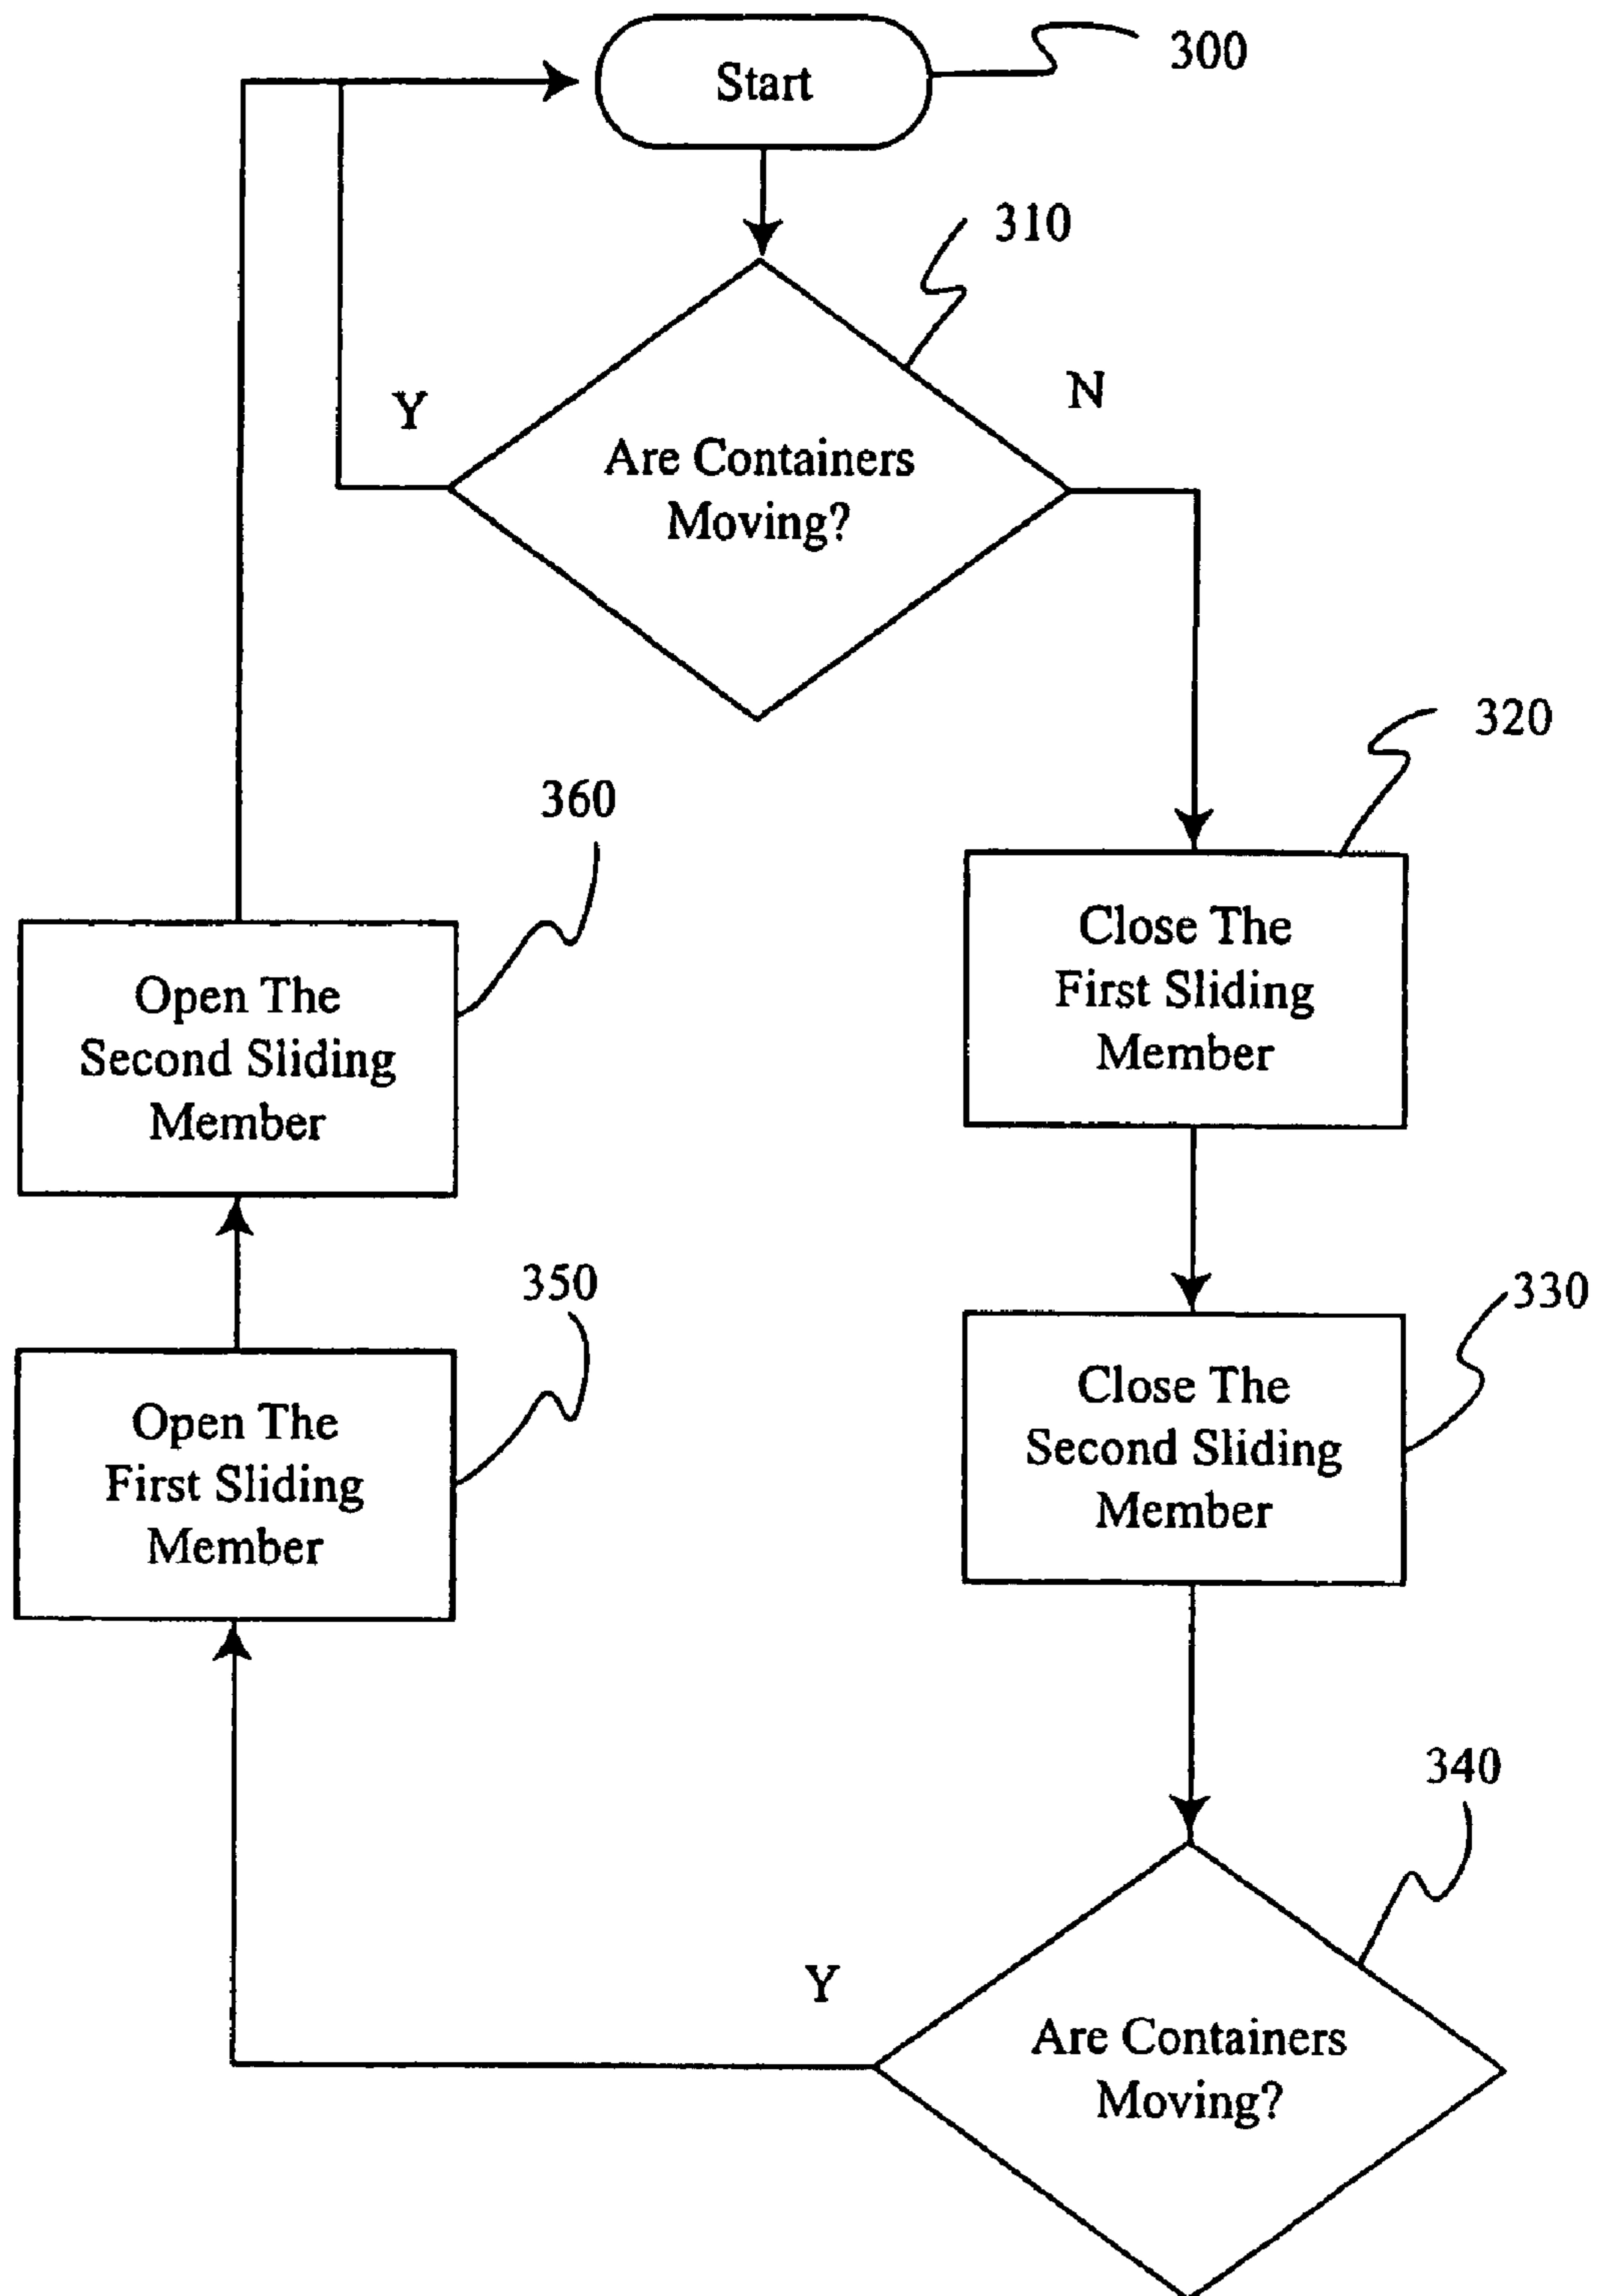 Start
300
310
Y
N
Are Containers
Moving?
320
Close The
First Sliding
Member
360
Open The
Second Sliding
Member
350
Open The
First Sliding
Member
330
Close The
Second Sliding
Member
340
Y
Are Containers
Moving?